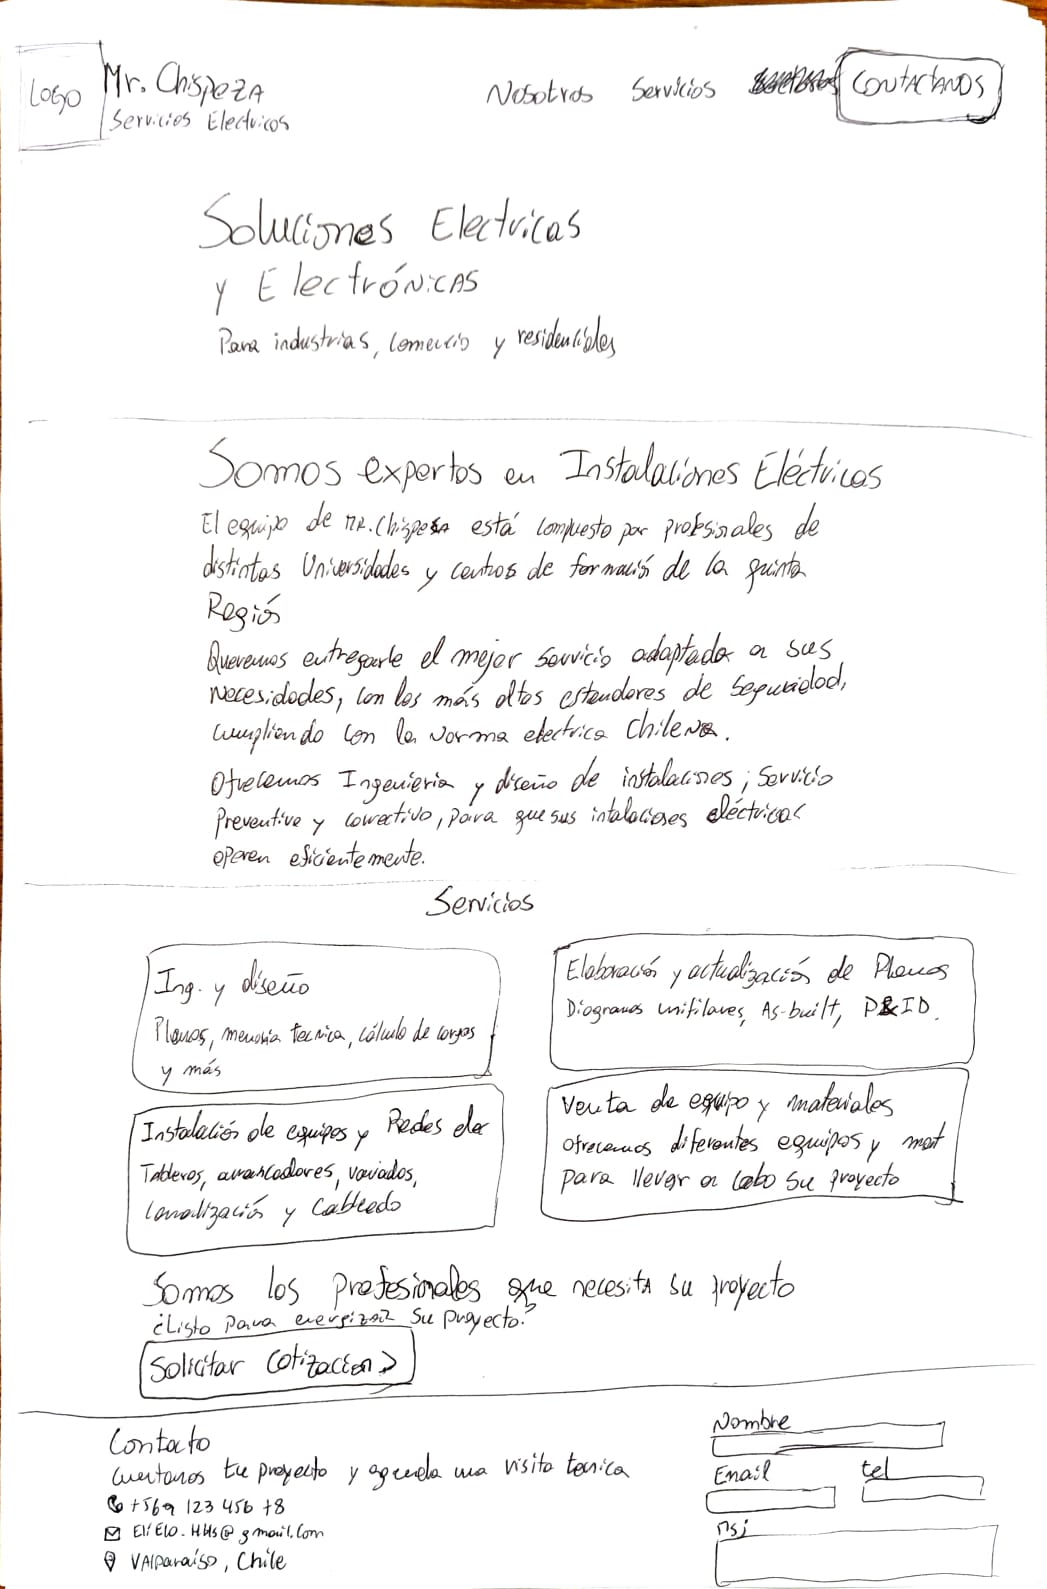 LOGO
Mr. Chispeza
Servicios Electricos
Nosotros Servicios CONTACTANOS
Soluciones Electricas
y Electrónicas
Para industrias, comercio y residenciales
Somos expertos en Instalaciones Eléctricas
El equipo de MR. Chispeza está compuesto por profesionales de
distintas Universidades y centros de formación de la quinta
Región
Queremos entregarle el mejor servicio adaptado a sus
Necesidades, con los más altos estandares de seguridad,
cumpliendo con la Norma electrica Chilena.
Ofrecemos Ingenieria y diseño de instalaciones; Servicio
Preventivo y correctivo, para que sus intalaciones eléctricas
operen eficientemente.
Servicios
Ing. y diseño
Planos, memoria tecnica, cálculo de cargas
y más
Elaboración y actualización de Planos
Diagramas unifilares, As-built, P&ID.
Instalación de equipos y Redes elec
Tableros, arrancadores, variados,
Canalización y Cableado
Venta de equipo y materiales
ofrecemos diferentes equipos y mat
para llevar a cabo su proyecto
Somos los profesionales que necesita su proyecto
¿Listo para energizar su proyecto?
Solicitar Cotizacion >
Contacto
Cuentanos tu proyecto y agenda una visita tecnica
+569 123 456 78
EliElo.HHs@gmail.com
VAlparaíso, Chile
Nombre
Email tel
Msj